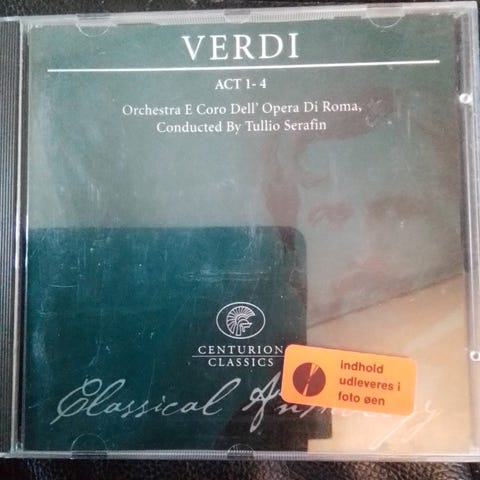 VERDI
ACT 1- 4
Orchestra E Coro Dell' Opera Di Roma,
Conducted By Tullio Serafin
CENTURION
CLASSICS
Classical Anthology
indhold
udleveres i
foto øen